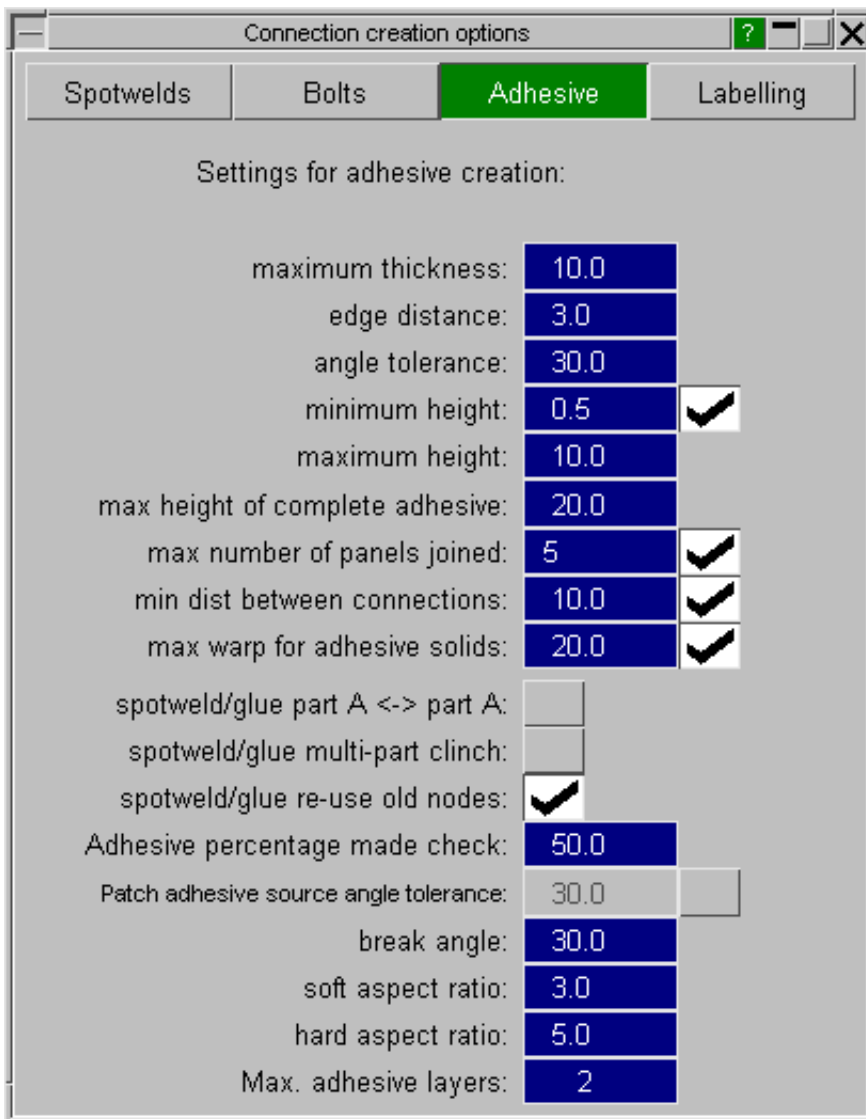 Connection creation options ?
Spotwelds Bolts Adhesive Labelling
Settings for adhesive creation:
maximum thickness: 10.0
edge distance: 3.0
angle tolerance: 30.0
minimum height: 0.5
maximum height: 10.0
max height of complete adhesive: 20.0
max number of panels joined: 5
min dist between connections: 10.0
max warp for adhesive solids: 20.0
spotweld/glue part A <-> part A:
spotweld/glue multi-part clinch:
spotweld/glue re-use old nodes:
Adhesive percentage made check: 50.0
Patch adhesive source angle tolerance: 30.0
break angle: 30.0
soft aspect ratio: 3.0
hard aspect ratio: 5.0
Max. adhesive layers: 2